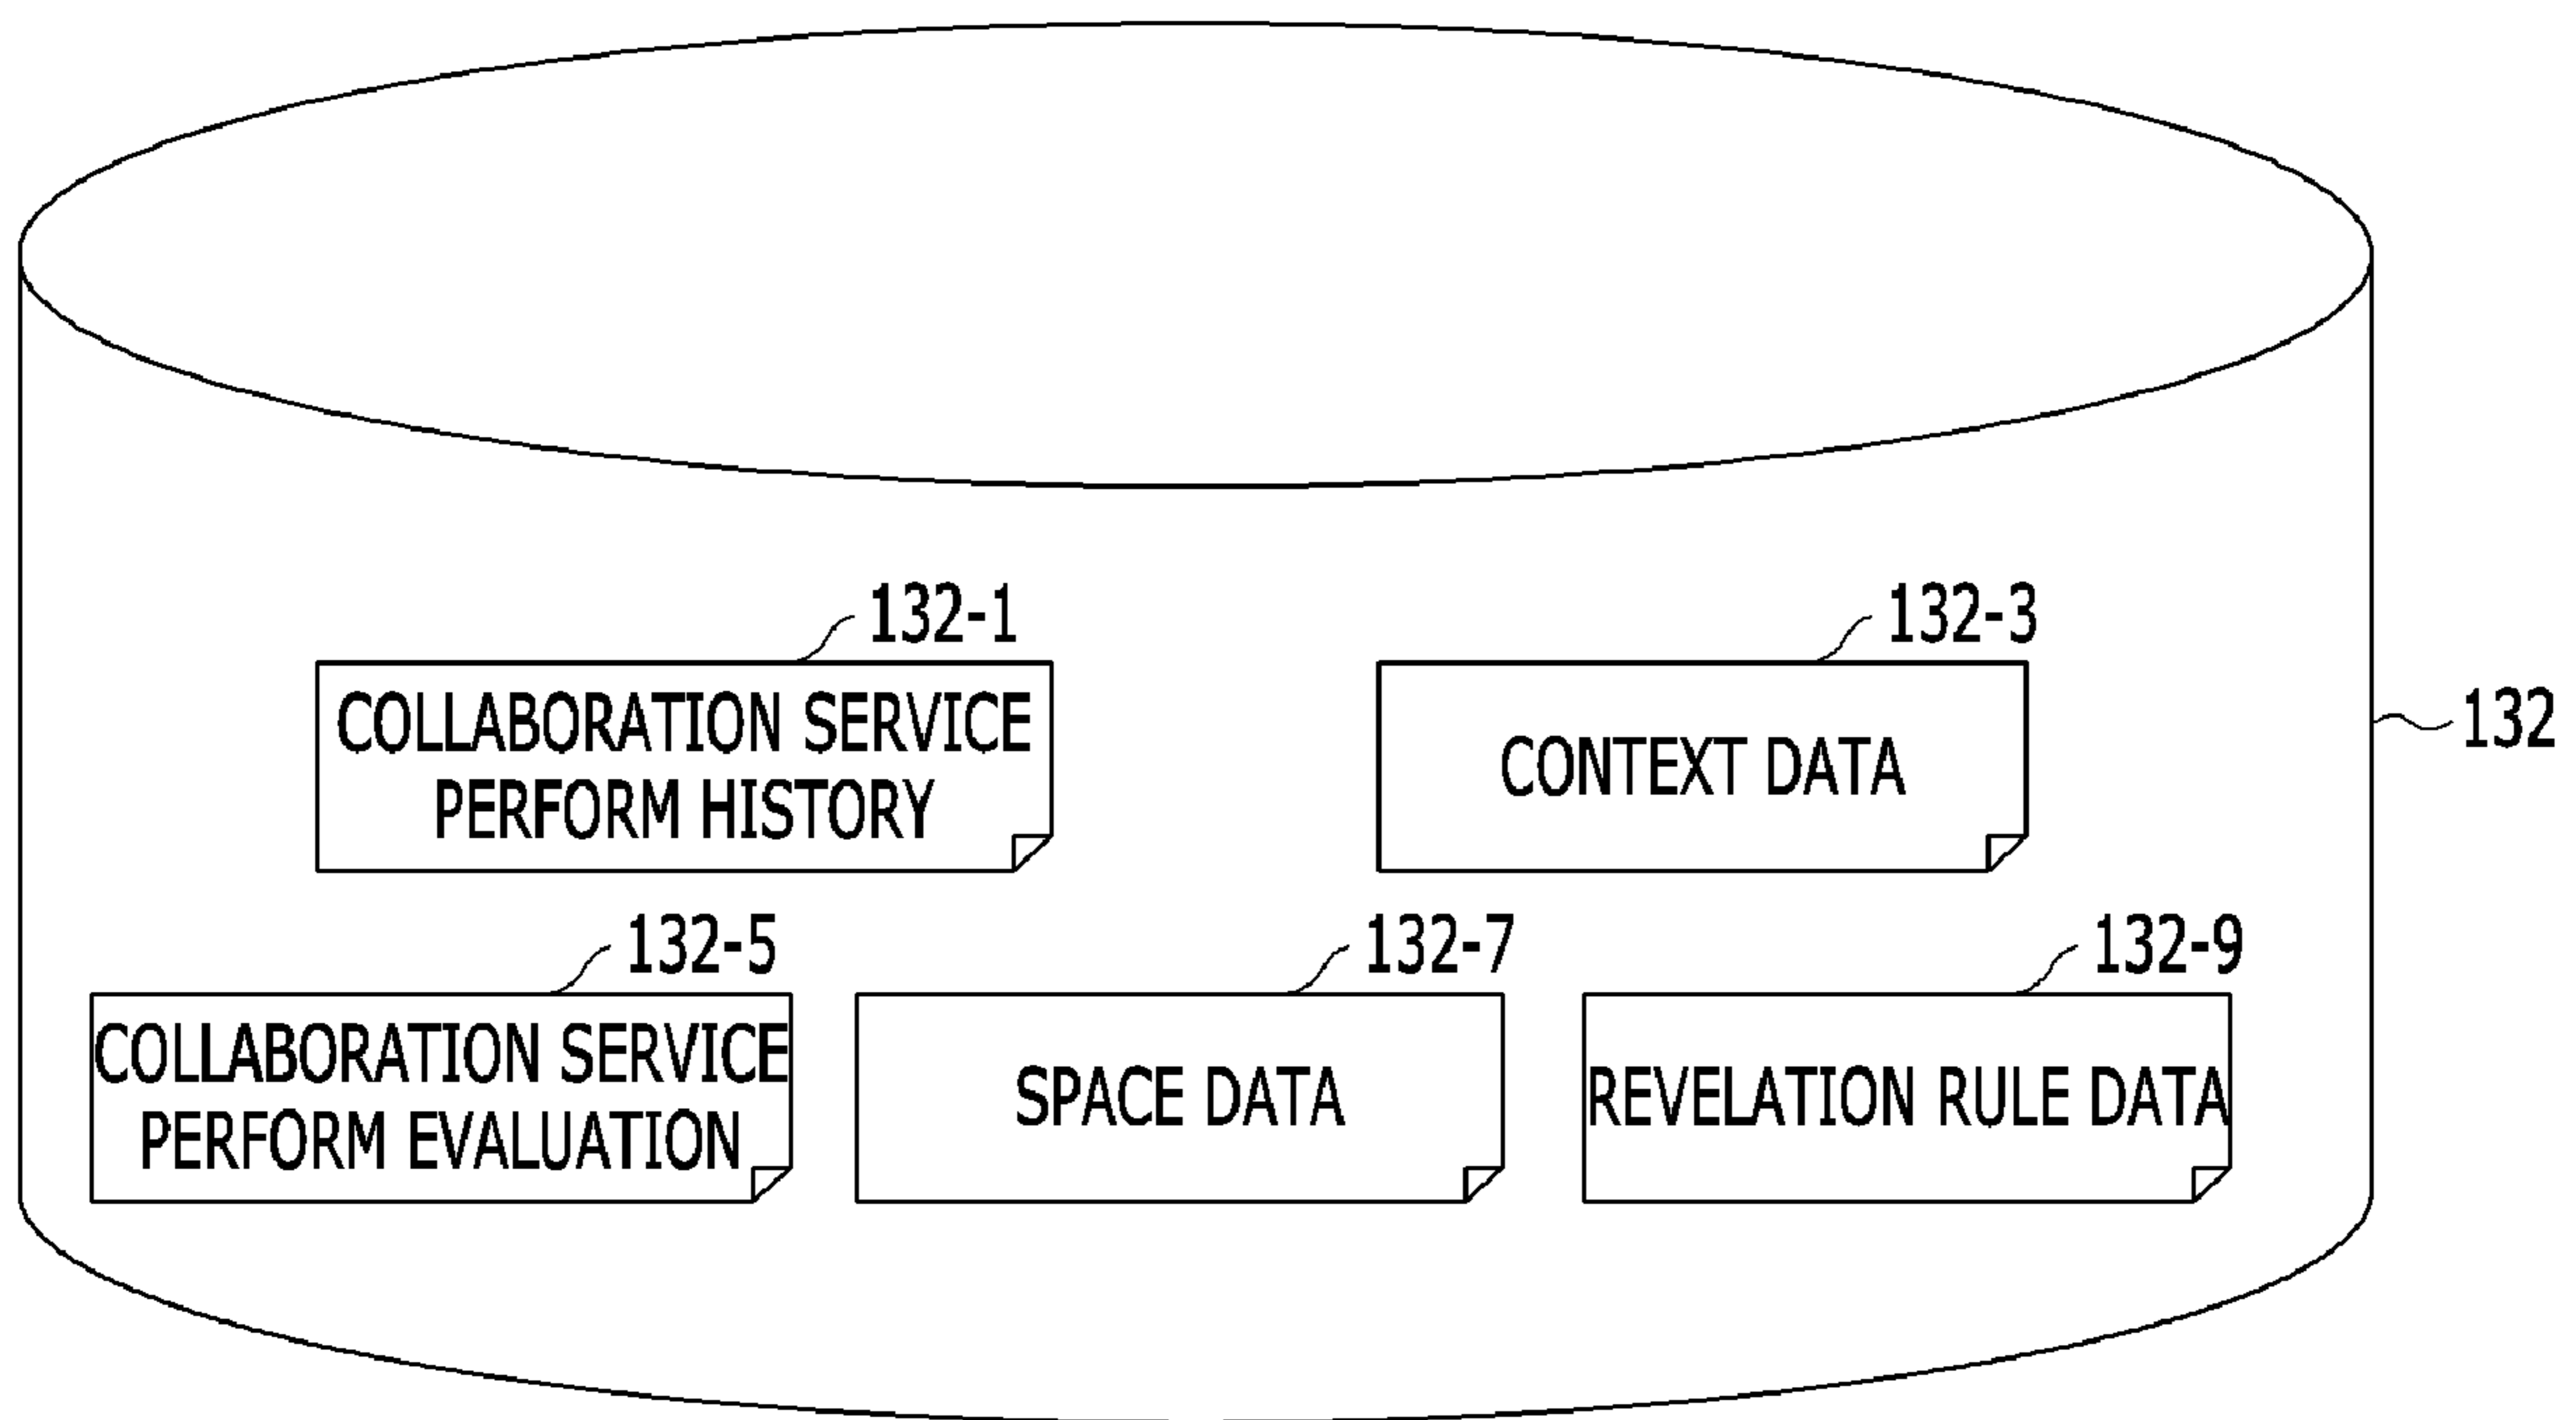 132-1
132-3
COLLABORATION SERVICE
PERFORM HISTORY
CONTEXT DATA
132
132-5
132-7
132-9
COLLABORATION SERVICE
PERFORM EVALUATION
SPACE DATA
REVELATION RULE DATA